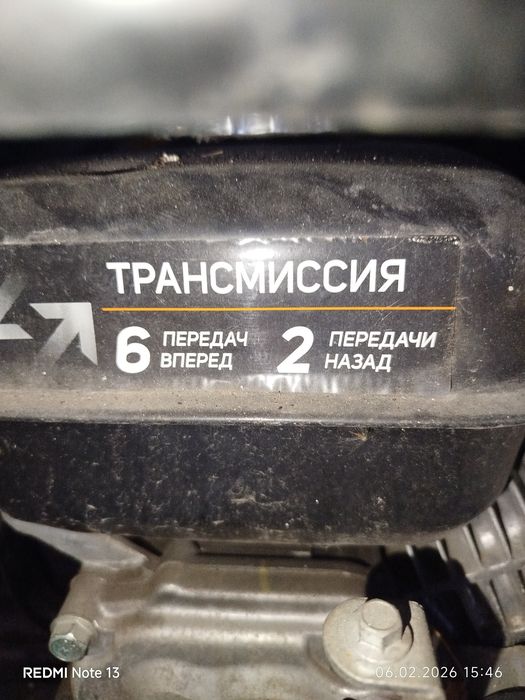 ТРАНСМИССИЯ
6 ПЕРЕДАЧ ВПЕРЕД
2 ПЕРЕДАЧИ НАЗАД
REDMI Note 13
06.02.2026 15:46